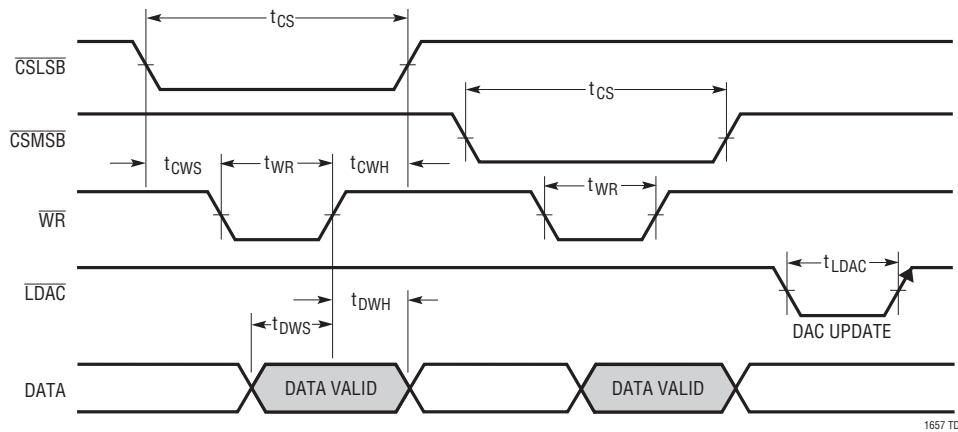 tCS
CSLSB
tCS
CSMSB
tCWS
tWR
tCWH
tWR
WR
tLDAC
LDAC
tDWH
tDWS
DAC UPDATE
DATA
DATA VALID
DATA VALID
1657 TD